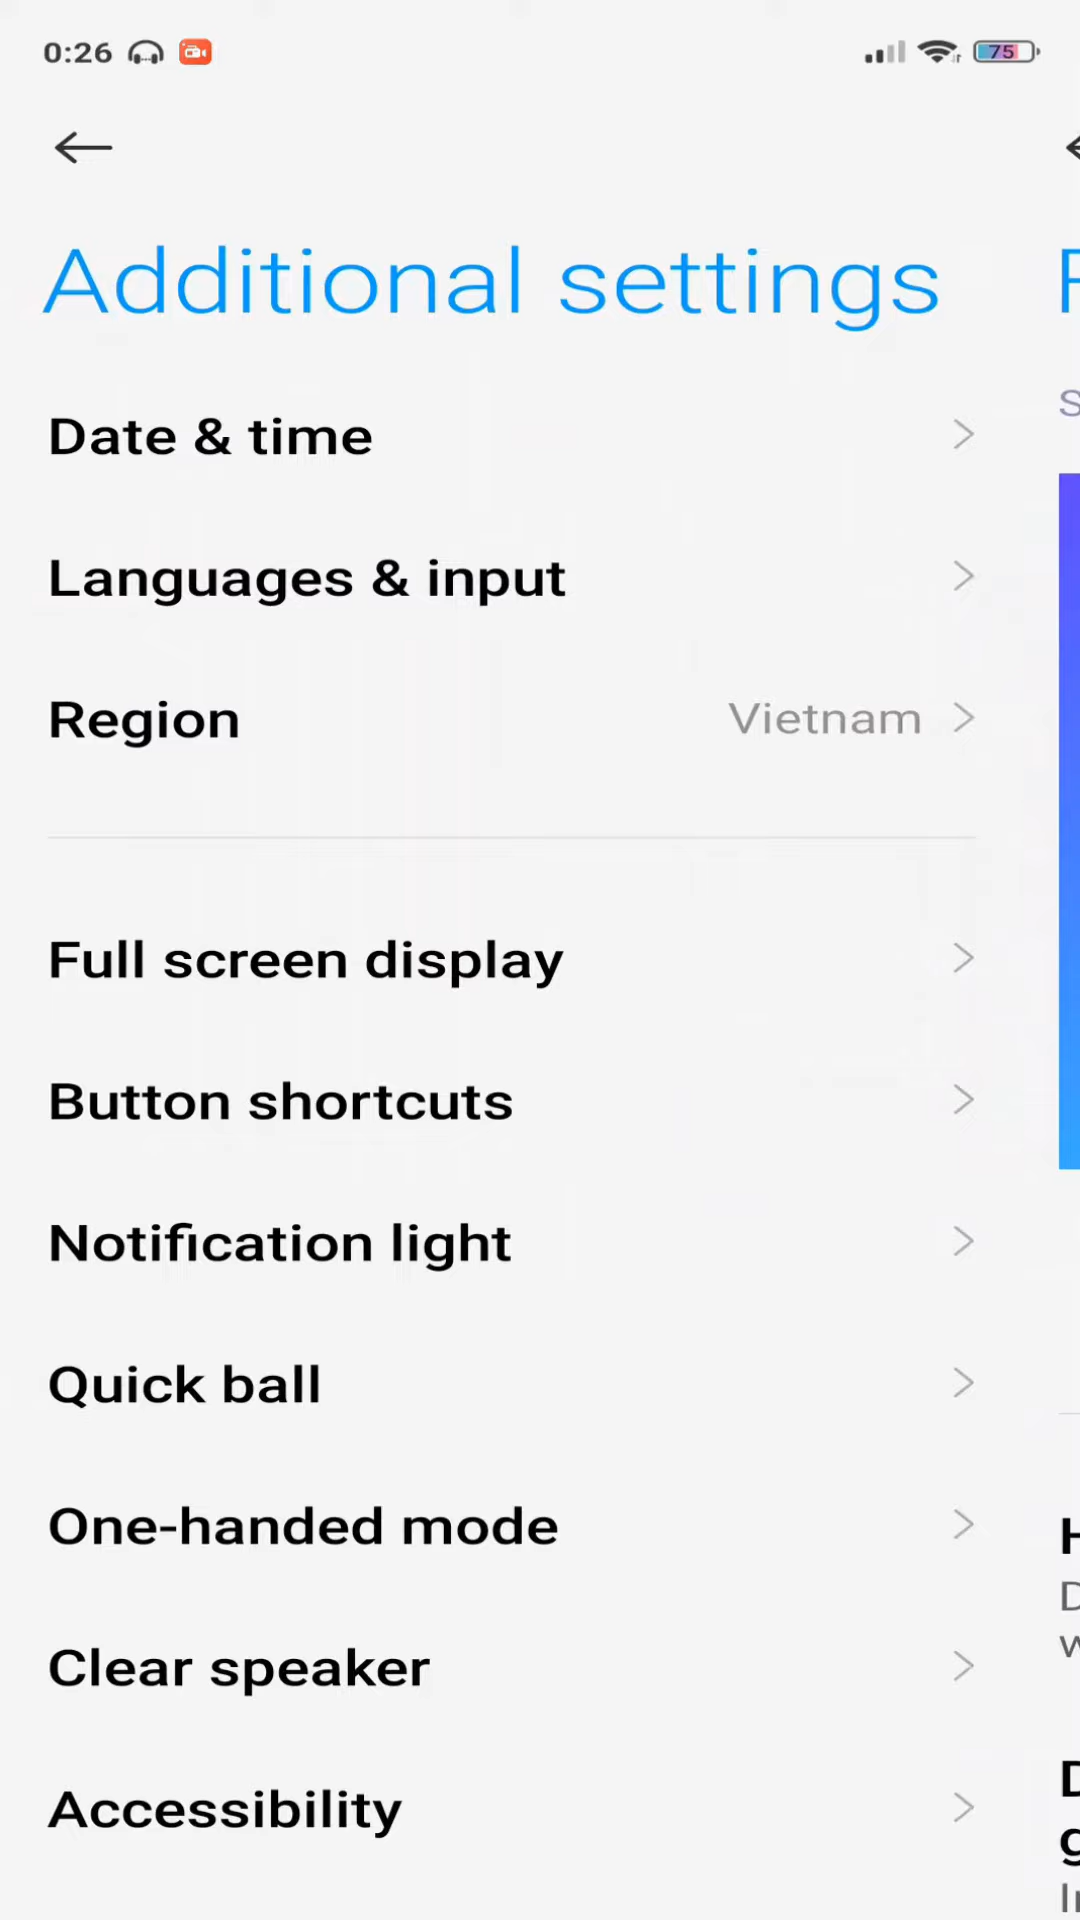 0:26
75
Additional settings
Date & time
Languages & input
Region
Vietnam
Full screen display
Button shortcuts
Notification light
Quick ball
One-handed mode
Clear speaker
Accessibility